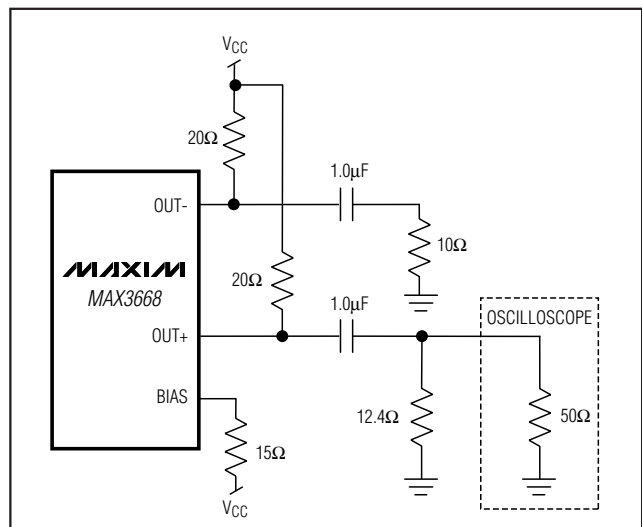 VCC
20Ω
1.0µF
OUT-
10Ω
MAXIM
MAX3668
20Ω
1.0µF
OSCILLOSCOPE
OUT+
BIAS
12.4Ω
50Ω
15Ω
VCC